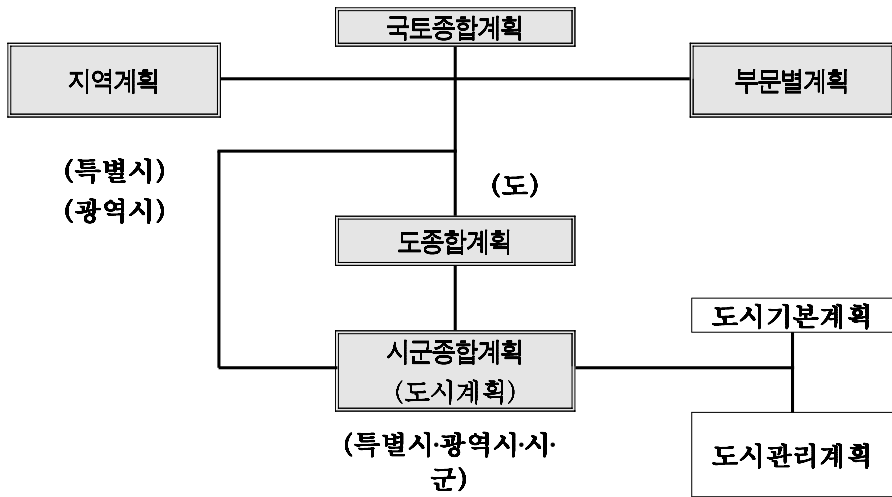 국토종합계획
지역계획
부문별계획
(특별시)
(광역시)
(도)
도종합계획
시군종합계획
(도시계획)
(특별시·광역시·시·
군)
도시기본계획
도시관리계획